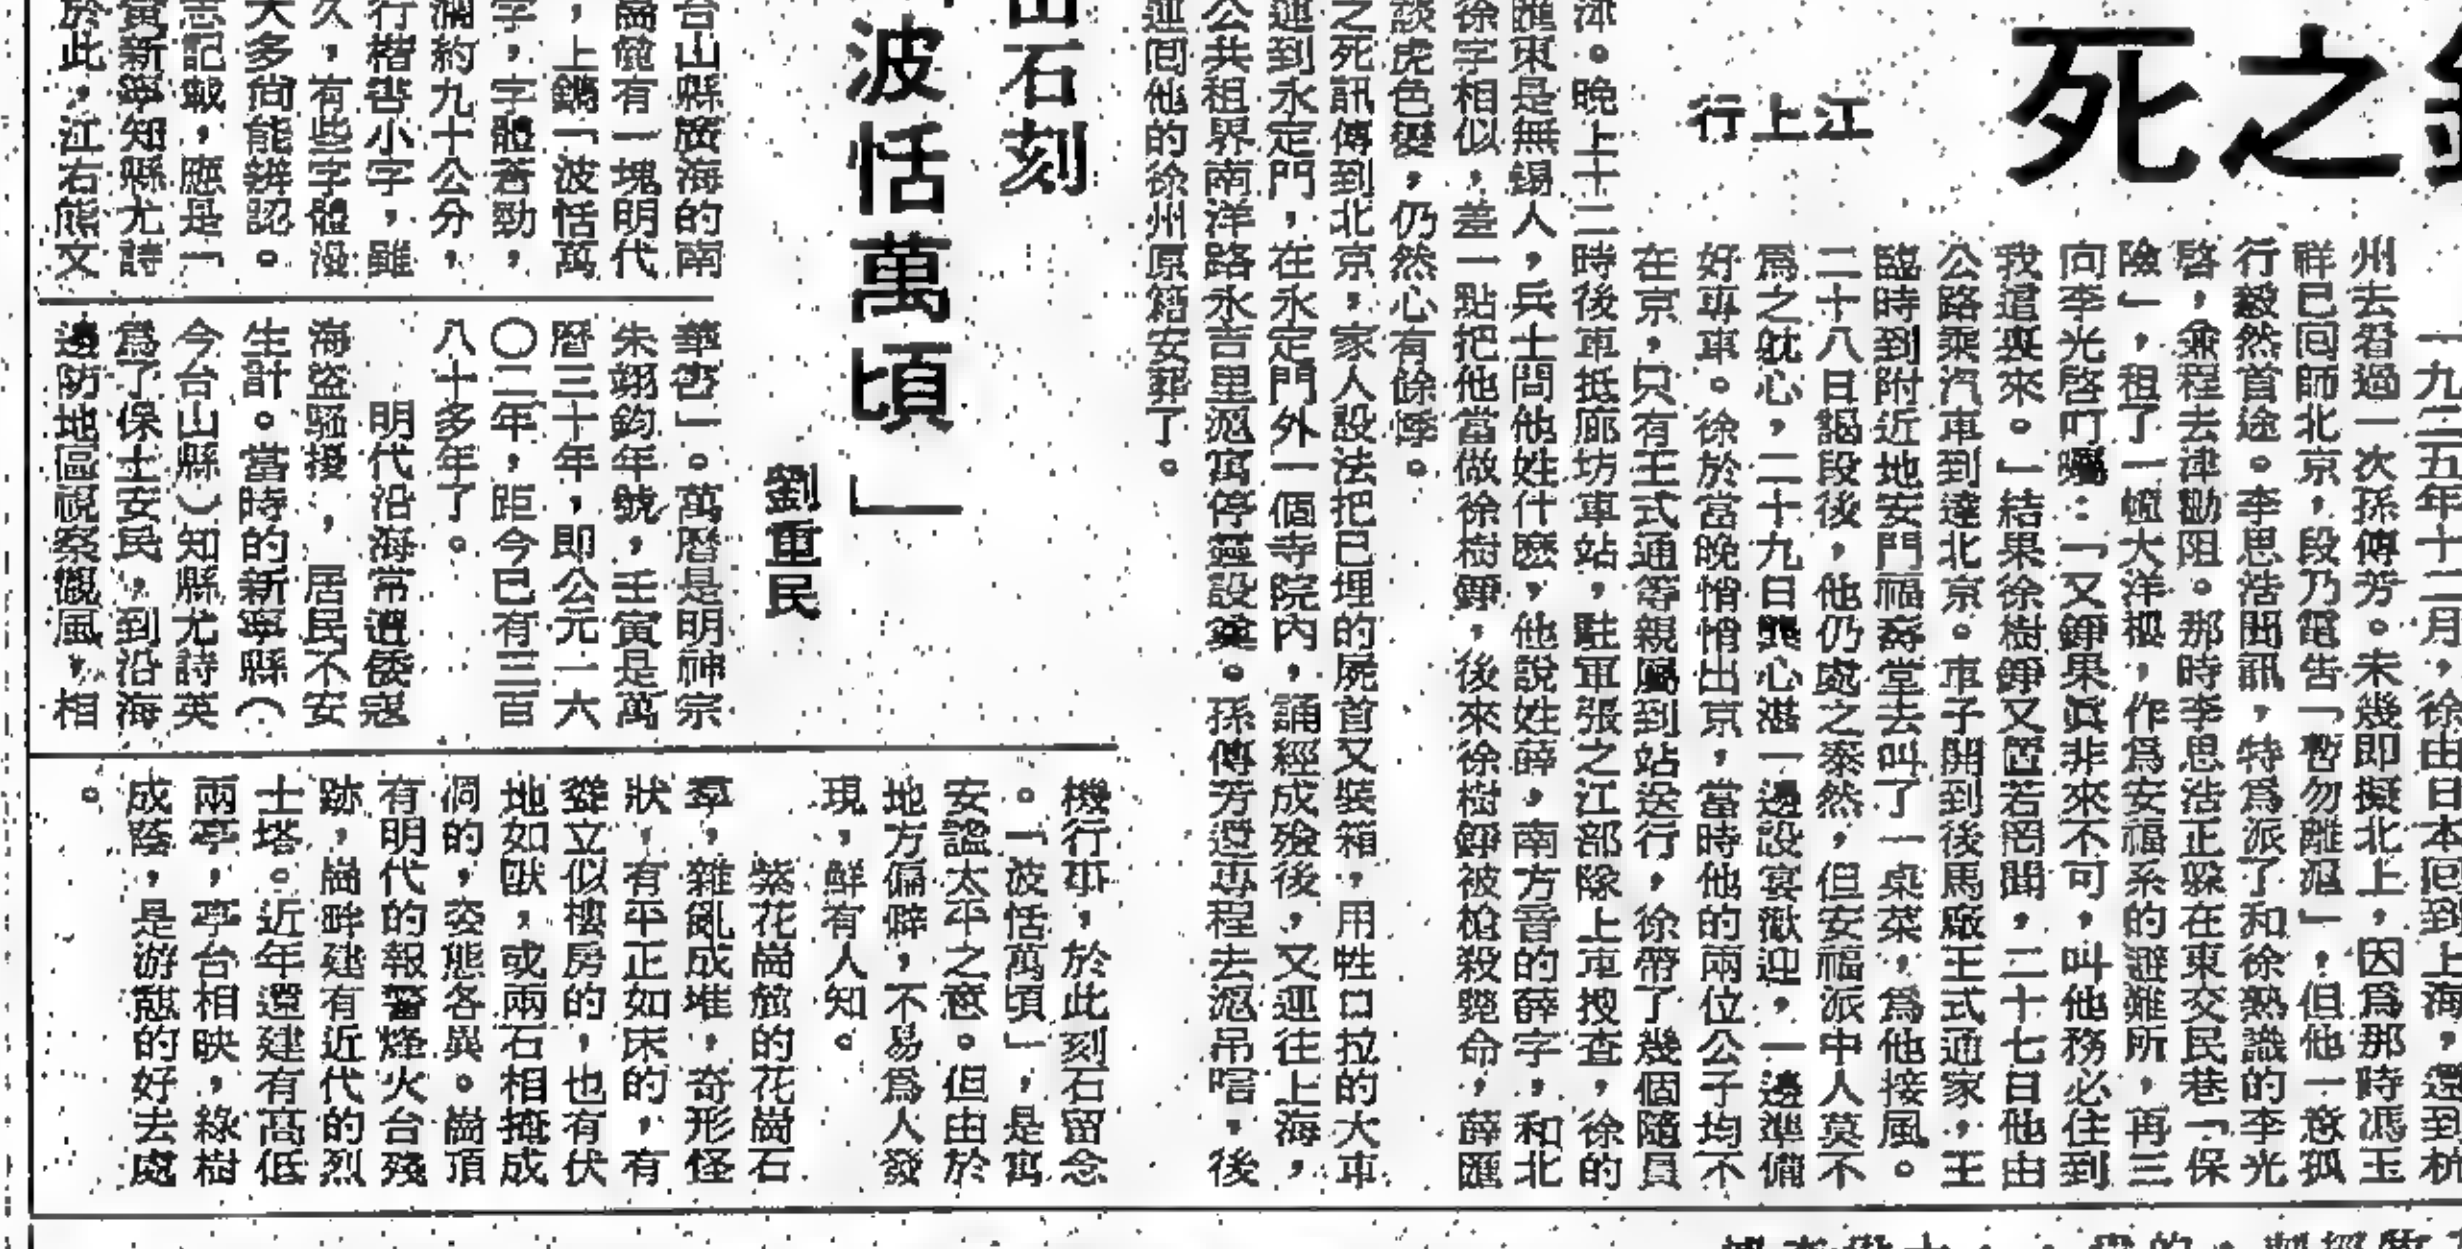 之死
江上行
一九二五年十二月，徐由日本回到上海，還到杭
州去看過一次孫傳芳。未幾即擬北上，因爲那時馮玉
祥已回師北京，段乃電告「暫勿離滬」，但他一意孤
行毅然首途。李思浩聞訊，特爲派了和徐熟識的李光
啓，兼程去津勸阻。那時李思浩正躲在東交民巷「保
險」，租了一幢大洋樓，作爲安福系的避難所，再三
向李光啓叮囑：「又錚果眞非來不可，叫他務必住到
我這裏來。」結果徐樹錚又置若罔聞，二十七日他由
公路乘汽車到達北京。車子開到後馬廠王式通家，王
臨時到附近地安門福壽堂去叫了一桌菜，爲他接風。
二十八日謁段後，他仍處之泰然，但安福派中人莫不
爲之躭心，二十九日龔心湛一邊設宴歡迎，一邊準備
好專車。徐於當晚悄悄出京，當時他的兩位公子均不
在京，只有王式通等親屬到站送行，徐帶了幾個隨員
。晚上十二時後車抵廊坊車站，駐軍張之江部隊上車搜查，徐的
匯東是無錫人，兵士問他姓什麽，他說姓薛，南方音的薛字，和北
徐字相似，差一點把他當做徐樹錚，後來徐樹錚被槍殺斃命，薛匯
談虎色變，仍然心有餘悸。
之死訊傳到北京，家人設法把已埋的屍首又裝箱，用牲口拉的大車
運到永定門，在永定門外一個寺院內，誦經成殮後，又運往上海，
公共租界南洋路永吉里滬寓停靈設奠。孫傳芳還專程去滬吊唁，後
運回他的徐州原籍安葬了。
山石刻
波恬萬頃」
劉重民
台山縣廣海的南
崗巔有一塊明代
，上鐫「波恬萬
字，字體蒼勁，
濶約九十公分，
行楷書小字，雖
久，有些字體漫
大多尚能辨認。
志記載，應是「
寅新寧知縣尤詩
於此，江右熊文
華書」。萬曆是明神宗
朱翊鈞年號，壬寅是萬
曆三十年，即公元一六
〇二年，距今已有三百
八十多年了。
明代沿海常遭倭寇
海盜騷擾，居民不安
生計。當時的新寧縣（
今台山縣）知縣尤詩英
爲了保土安民，到沿海
邊防地區視察觀風，相
機行事，於此刻石留念
。「波恬萬頃」，是寓
安謐太平之意。但由於
地方偏僻，不易爲人發
現，鮮有人知。
紫花崗巔的花崗石
羣，雜亂成堆，奇形怪
狀，有平正如床的，有
聳立似樓房的，也有伏
地如獸，或兩石相掩成
洞的，姿態各異。崗頂
有明代的報警烽火台殘
跡，崗畔建有近代的烈
士塔。近年還建有高低
兩亭，亭台相映，綠樹
成蔭，是游憩的好去處
。